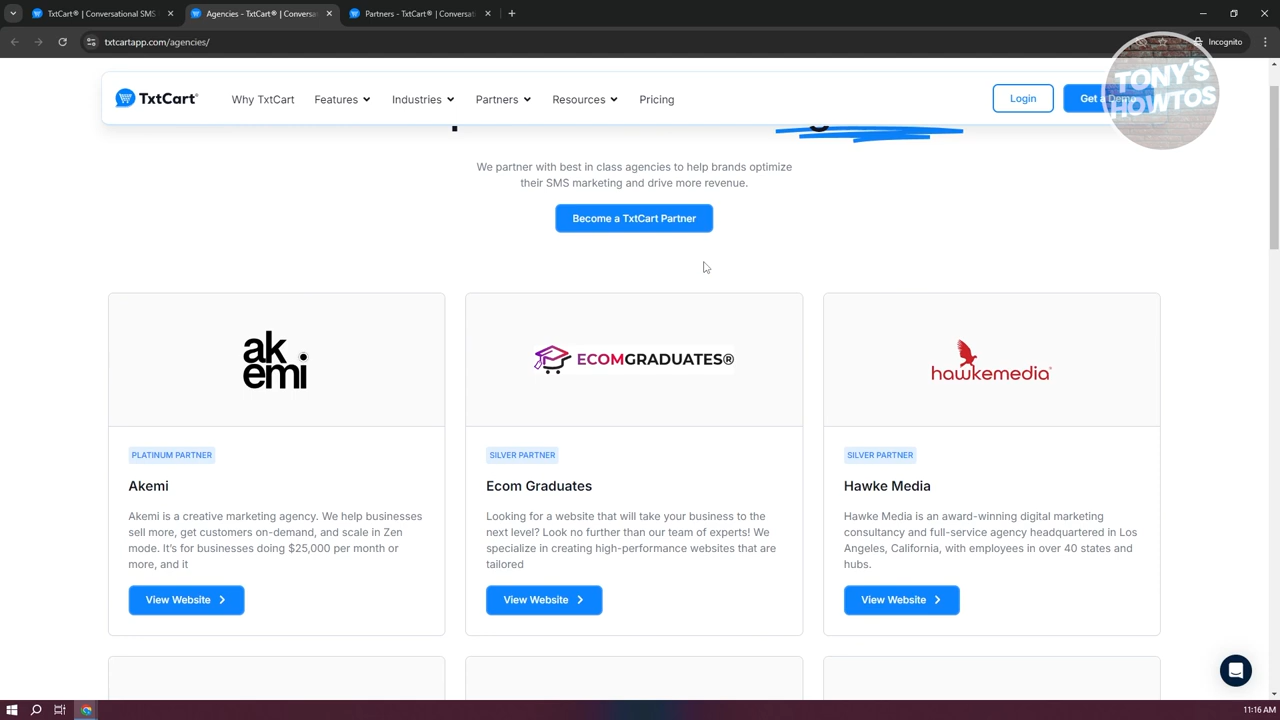 TxtCart® | Conversational SMS
Agencies - TxtCart® | Conversat
Partners - TxtCart® | Conversati
txtcartapp.com/agencies/
Incognito
TONY'S
HOWTOS
TxtCart®
Why TxtCart
Features
Industries
Partners
Resources
Pricing
Login
Get a Demo
We partner with best in class agencies to help brands optimize
their SMS marketing and drive more revenue.
Become a TxtCart Partner
ak
emi
ECOMGRADUATES®
hawkemedia
PLATINUM PARTNER
Akemi
Akemi is a creative marketing agency. We help businesses
sell more, get customers on-demand, and scale in Zen
mode. It's for businesses doing $25,000 per month or
more, and it
View Website
SILVER PARTNER
Ecom Graduates
Looking for a website that will take your business to the
next level? Look no further than our team of experts! We
specialize in creating high-performance websites that are
tailored
View Website
SILVER PARTNER
Hawke Media
Hawke Media is an award-winning digital marketing
consultancy and full-service agency headquartered in Los
Angeles, California, with employees in over 40 states and
hubs.
View Website
11:16 AM